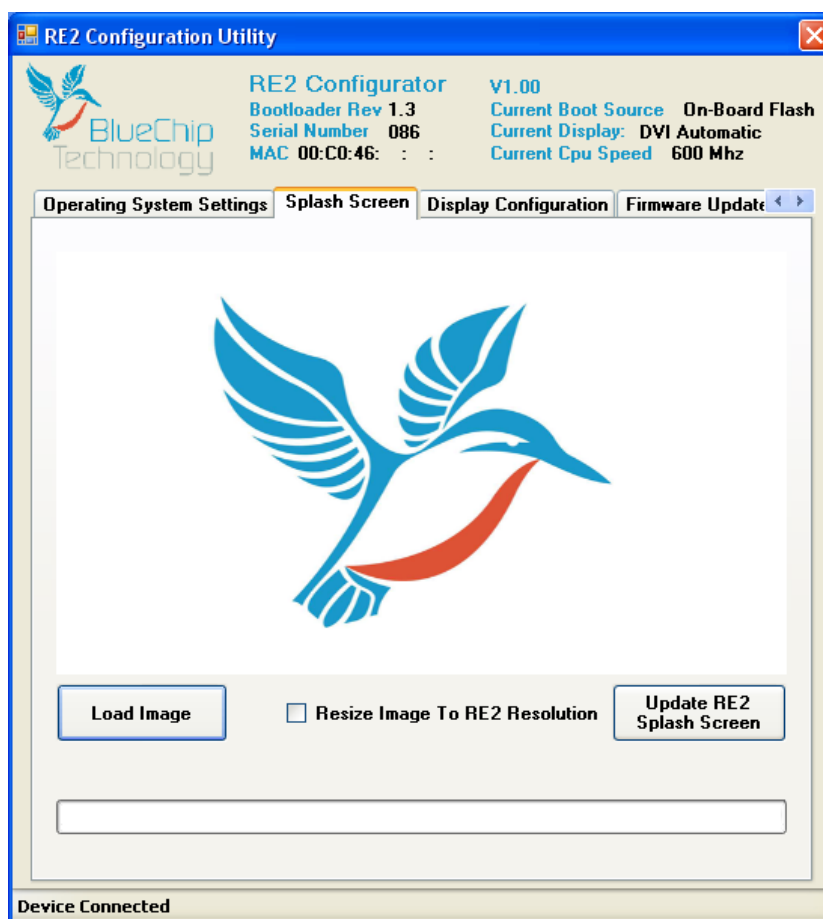 RE2 Configuration Utility
BlueChip
Technology
RE2 Configurator V1.00
Bootloader Rev 1.3 Current Boot Source On-Board Flash
Serial Number 086 Current Display: DVI Automatic
MAC 00:C0:46: : : Current Cpu Speed 600 Mhz
Operating System Settings Splash Screen Display Configuration Firmware Update
Load Image Resize Image To RE2 Resolution Update RE2
Splash Screen
Device Connected